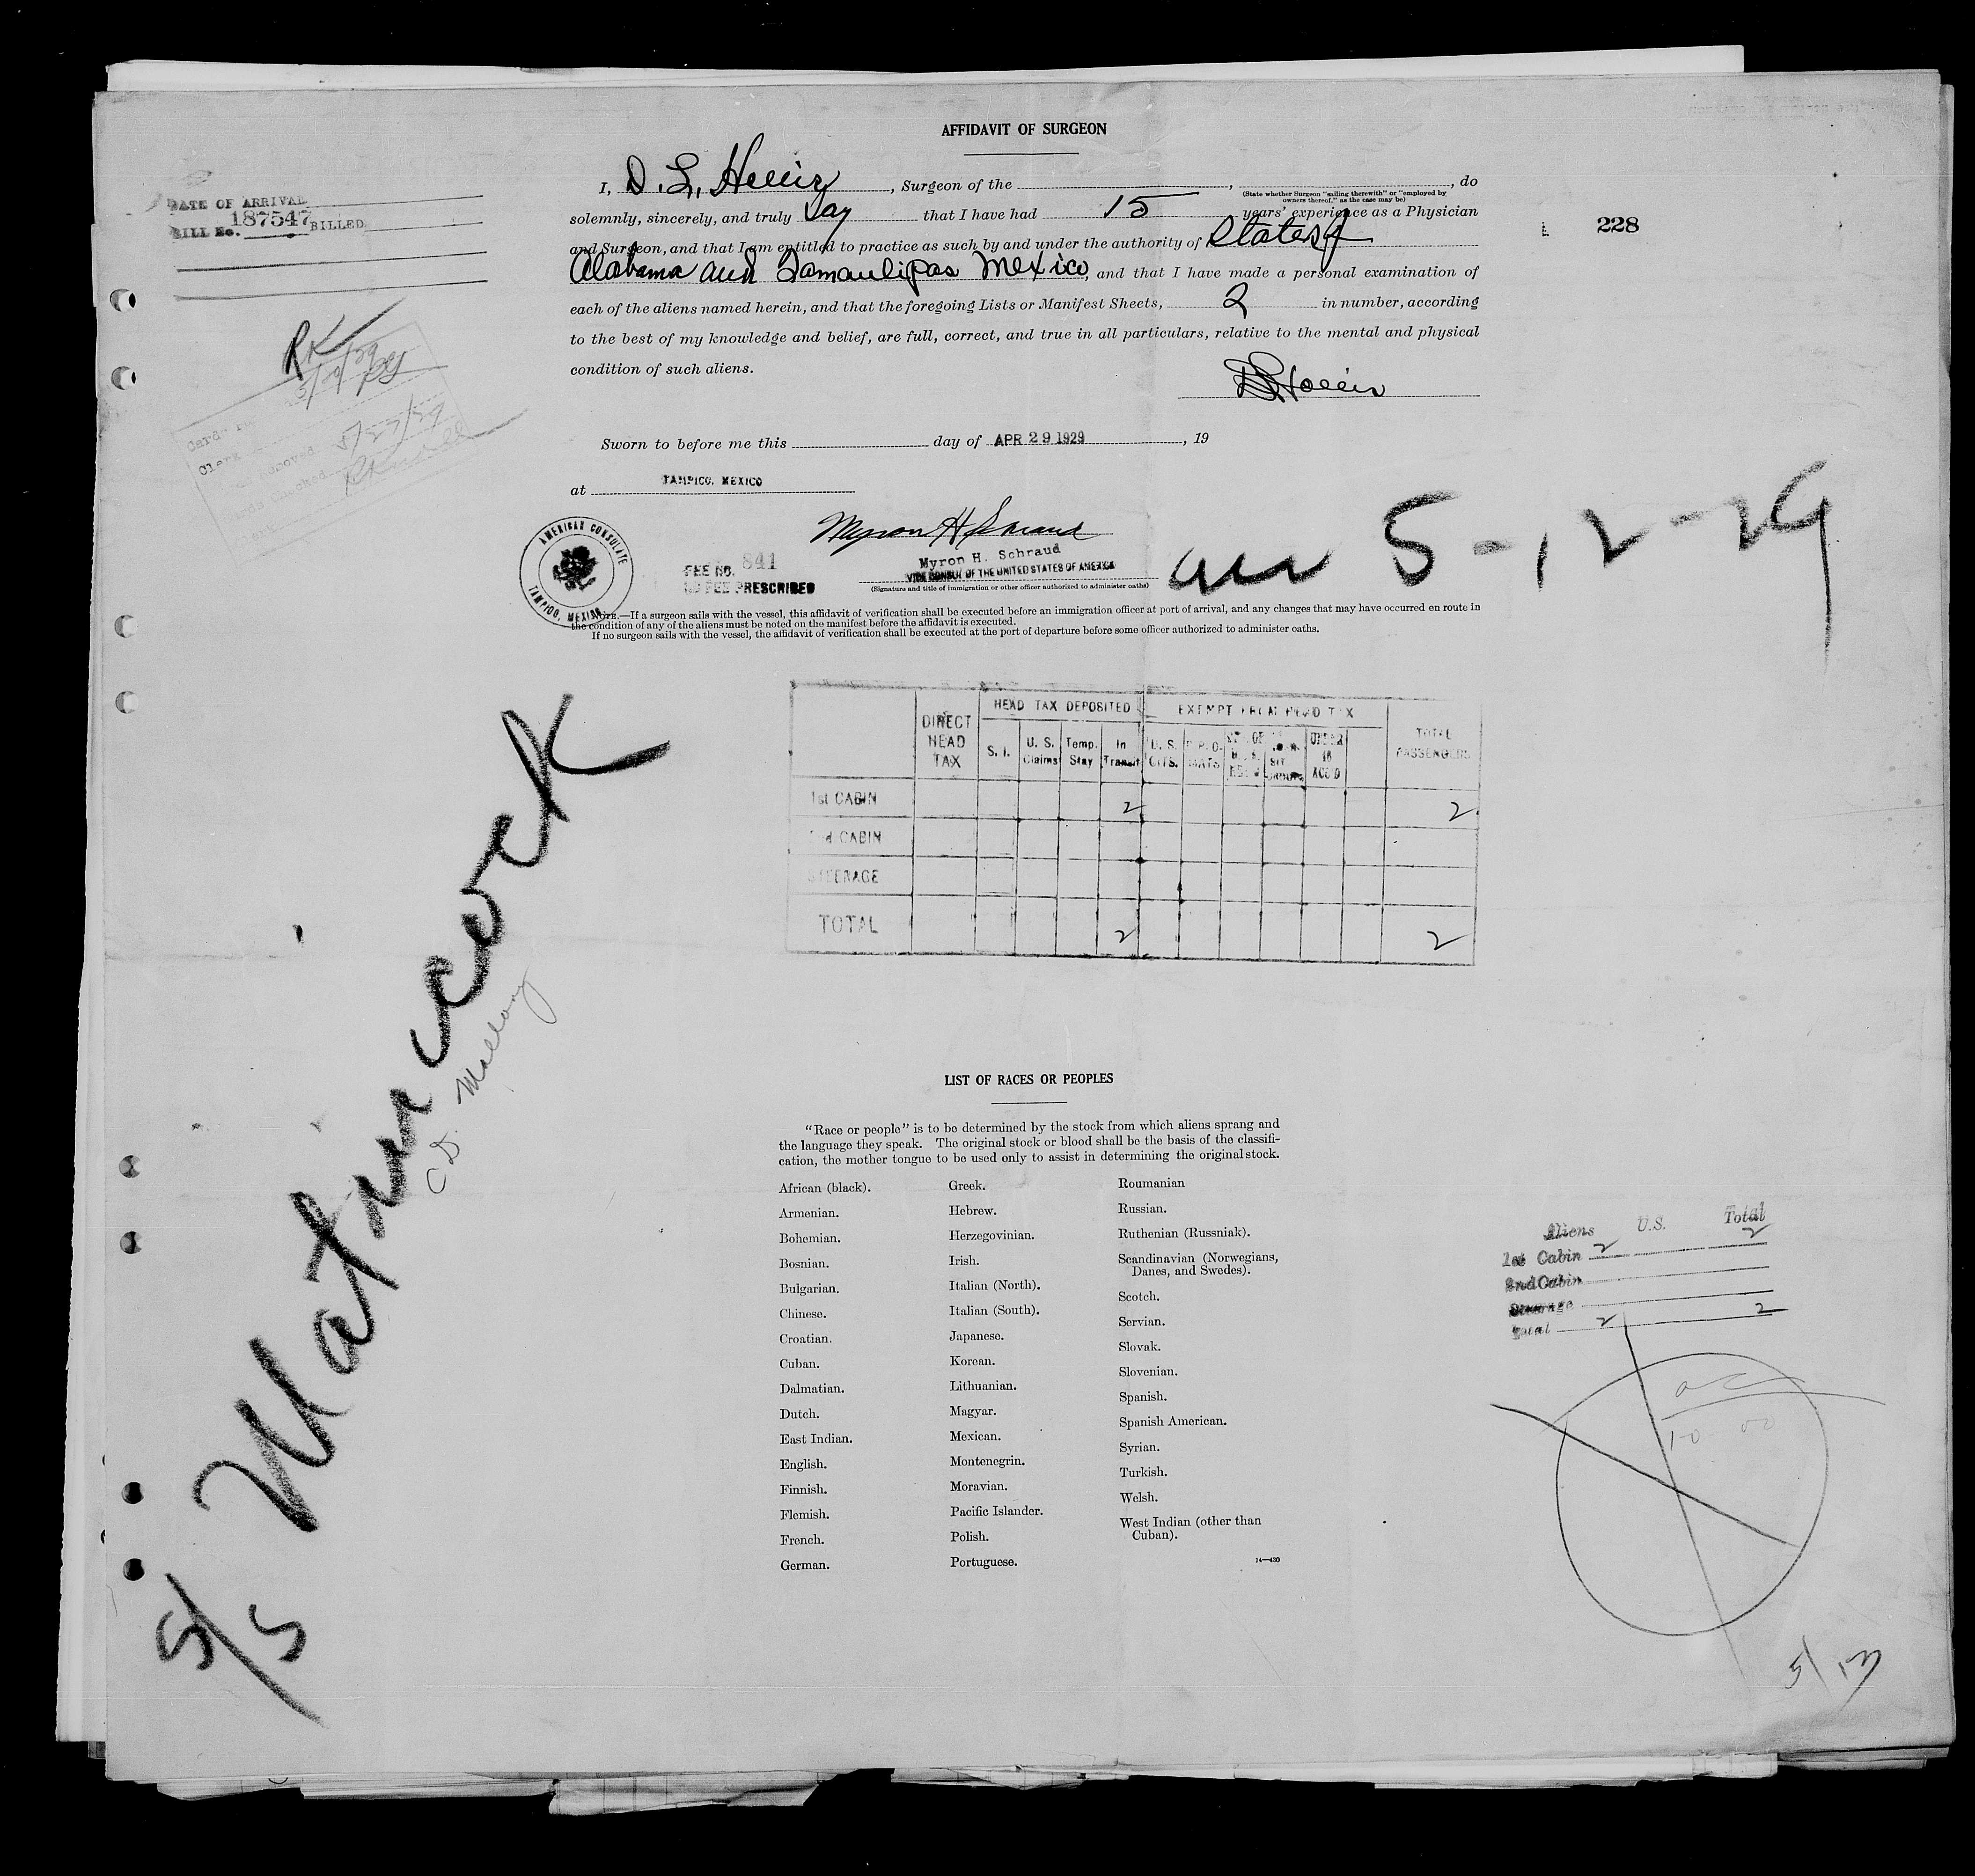 AFFIDAVIT OF SURGEON
I, D. L. , Surgeon of the , , do
(State whether Surgeon "sailing therewith" or "employed by owners thereof," as the case may be)
solemnly, sincerely, and truly say that I have had 15 years' experience as a Physician
and Surgeon, and that I am entitled to practice as such by and under the authority of States of
Alabama and Tamaulipas Mexico, and that I have made a personal examination of
each of the aliens named herein, and that the foregoing Lists or Manifest Sheets, 2 in number, according
to the best of my knowledge and belief, are full, correct, and true in all particulars, relative to the mental and physical
condition of such aliens.
DATE OF ARRIVAL
BILL No. 187547 BILLED
228
RK
5/27/29
Sworn to before me this day of APR 29 1929, 19
at TAMPICO, MEXICO
AMERICAN CONSULATE
TAMPICO, MEXICO
FEE NO. 841
NO FEE PRESCRIBED
Myron H Schraud
Myron H. Schraud
VICE CONSUL OF THE UNITED STATES OF AMERICA
(Signature and title of immigration or other officer authorized to administer oaths)
arr 5-12-29
NOTE.—If a surgeon sails with the vessel, this affidavit of verification shall be executed before an immigration officer at port of arrival, and any changes that may have occurred en route in
the condition of any of the aliens must be noted on the manifest before the affidavit is executed.
If no surgeon sails with the vessel, the affidavit of verification shall be executed at the port of departure before some officer authorized to administer oaths.
DIRECT HEAD TAX
HEAD TAX DEPOSITED
EXEMPT FROM HEAD TAX
TOTAL PASSENGERS
S. I. U. S. Claims Temp. Stay In Transit U. S. CITS. DIPLOMATS UNDER 16 ACC'D
1st CABIN 2 2
2nd CABIN
STEERAGE
TOTAL 2 2
C D. Mallory
5/5
LIST OF RACES OR PEOPLES
"Race or people" is to be determined by the stock from which aliens sprang and
the language they speak. The original stock or blood shall be the basis of the classifi-
cation, the mother tongue to be used only to assist in determining the original stock.
African (black).
Armenian.
Bohemian.
Bosnian.
Bulgarian.
Chinese.
Croatian.
Cuban.
Dalmatian.
Dutch.
East Indian.
English.
Finnish.
Flemish.
French.
German.
Greek.
Hebrew.
Herzegovinian.
Irish.
Italian (North).
Italian (South).
Japanese.
Korean.
Lithuanian.
Magyar.
Mexican.
Montenegrin.
Moravian.
Pacific Islander.
Polish.
Portuguese.
Roumanian
Russian.
Ruthenian (Russniak).
Scandinavian (Norwegians,
Danes, and Swedes).
Scotch.
Servian.
Slovak.
Slovenian.
Spanish.
Spanish American.
Syrian.
Turkish.
Welsh.
West Indian (other than
Cuban).
14—430
Aliens U.S. Total
1st Cabin 2 2
2nd Cabin
Steerage
Total 2 2
5/13